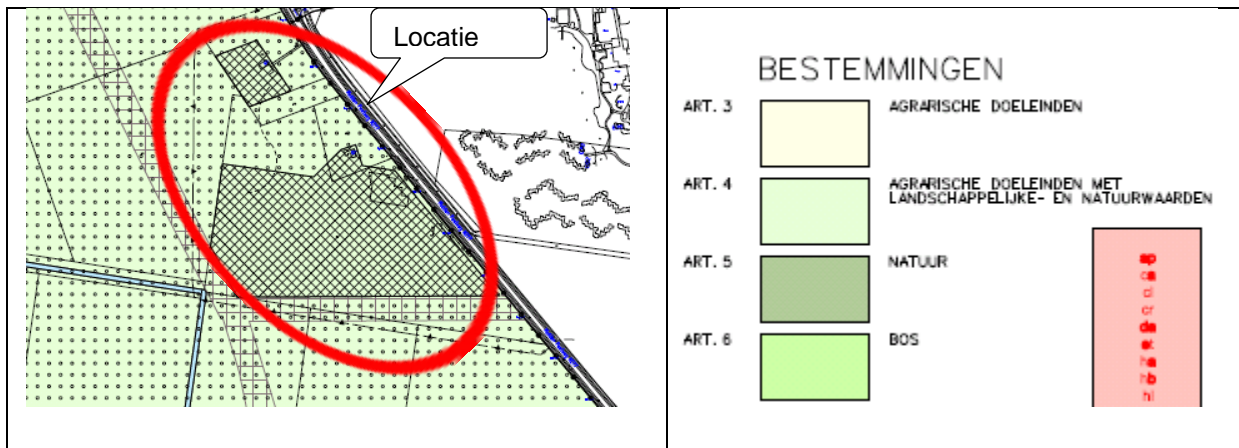 Locatie
BESTEMMINGEN
ART. 3 AGRARISCHE DOELEINDEN
ART. 4 AGRARISCHE DOELEINDEN MET
LANDSCHAPPELIJKE- EN NATUURWAARDEN
ART. 5 NATUUR
ART. 6 BOS